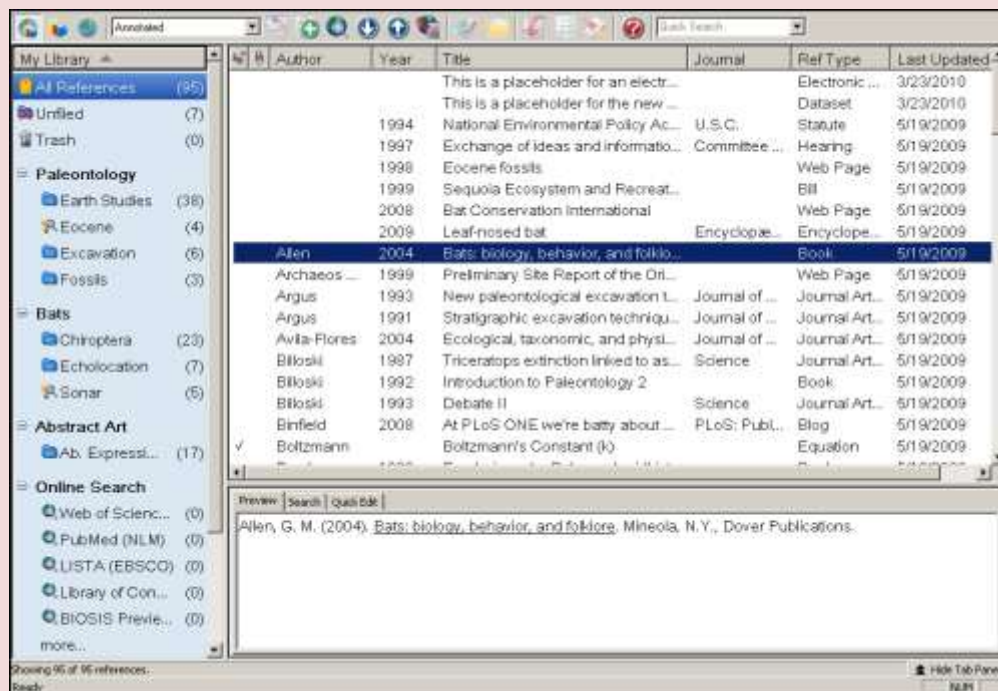 Annotated
Quick Search
My Library
All References (95)
Unfiled (7)
Trash (0)
Paleontology
Earth Studies (38)
Eocene (4)
Excavation (6)
Fossils (3)
Bats
Chiroptera (23)
Echolocation (7)
Sonar (5)
Abstract Art
Ab. Expressi... (17)
Online Search
Web of Scienc... (0)
PubMed (NLM) (0)
LISTA (EBSCO) (0)
Library of Con... (0)
BIOSIS Previe... (0)
more...
Author Year Title Journal Ref Type Last Updated
This is a placeholder for an electr... Electronic ... 3/23/2010
This is a placeholder for the new ... Dataset 3/23/2010
1994 National Environmental Policy Ac... U.S.C. Statute 5/19/2009
1997 Exchange of ideas and informatio... Committee ... Hearing 5/19/2009
1998 Eocene fossils Web Page 5/19/2009
1999 Sequoia Ecosystem and Recreat... Bill 5/19/2009
2008 Bat Conservation International Web Page 5/19/2009
2009 Leaf-nosed bat Encyclopæ... Encyclope... 5/19/2009
Allen 2004 Bats: biology, behavior, and folklo... Book 5/19/2009
Archaeos ... 1999 Preliminary Site Report of the Ori... Web Page 5/19/2009
Argus 1993 New paleontological excavation t... Journal of ... Journal Art... 5/19/2009
Argus 1991 Stratigraphic excavation techniqu... Journal of ... Journal Art... 5/19/2009
Avila-Flores 2004 Ecological, taxonomic, and physi... Journal of ... Journal Art... 5/19/2009
Billoski 1987 Triceratops extinction linked to as... Science Journal Art... 5/19/2009
Billoski 1992 Introduction to Paleontology 2 Book 5/19/2009
Billoski 1993 Debate II Science Journal Art... 5/19/2009
Binfield 2008 At PLoS ONE we're batty about ... PLoS: Publ... Blog 5/19/2009
Boltzmann Boltzmann's Constant (k) Equation 5/19/2009
Preview Search Quick Edit
Allen, G. M. (2004). Bats: biology, behavior, and folklore. Mineola, N.Y., Dover Publications.
Showing 95 of 95 references.
Hide Tab Pane
Ready
NUM